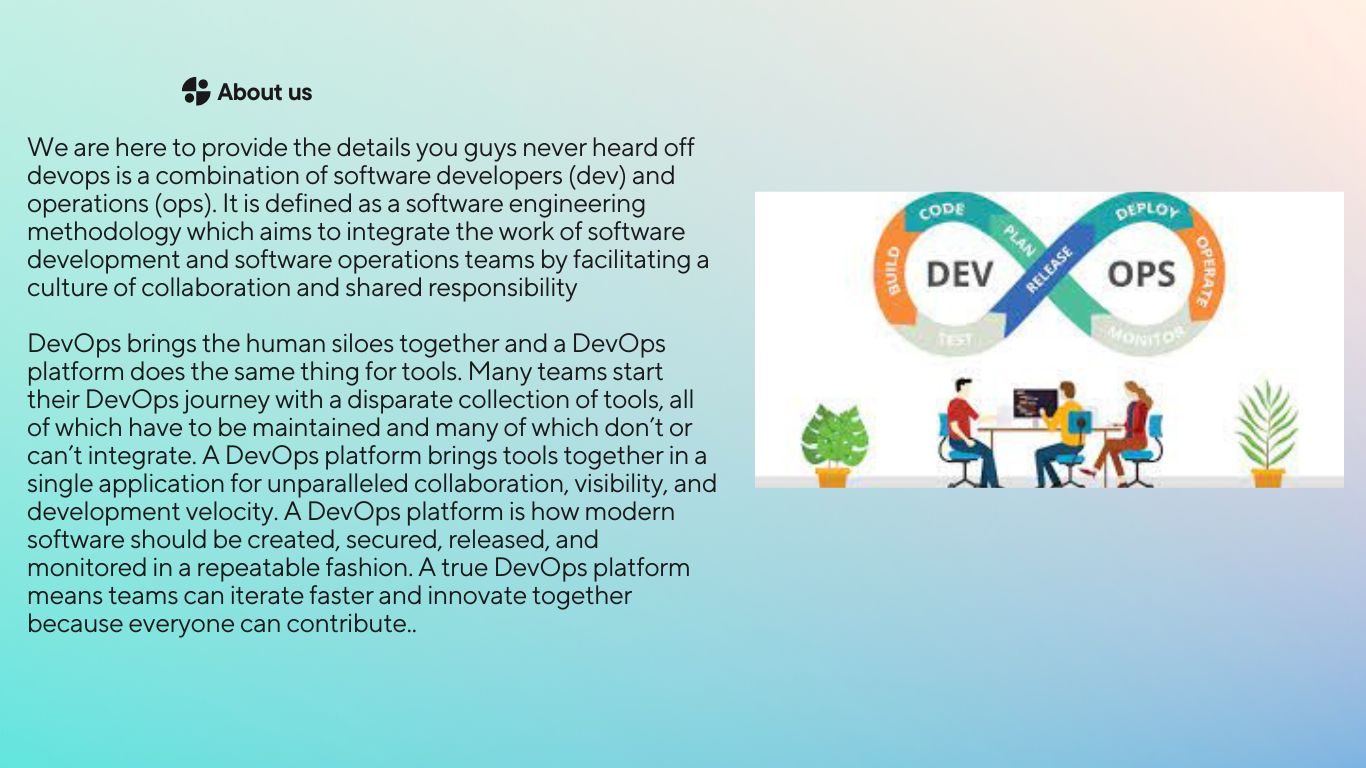 About us
We are here to provide the details you guys never heard off
devops is a combination of software developers (dev) and
operations (ops). It is defined as a software engineering
methodology which aims to integrate the work of software
development and software operations teams by facilitating a
culture of collaboration and shared responsibility
DevOps brings the human siloes together and a DevOps
platform does the same thing for tools. Many teams start
their DevOps journey with a disparate collection of tools, all
of which have to be maintained and many of which don’t or
can’t integrate. A DevOps platform brings tools together in a
single application for unparalleled collaboration, visibility, and
development velocity. A DevOps platform is how modern
software should be created, secured, released, and
monitored in a repeatable fashion. A true DevOps platform
means teams can iterate faster and innovate together
because everyone can contribute..
CODE
PLAN
BUILD
DEV
TEST
RELEASE
DEPLOY
OPS
OPERATE
MONITOR